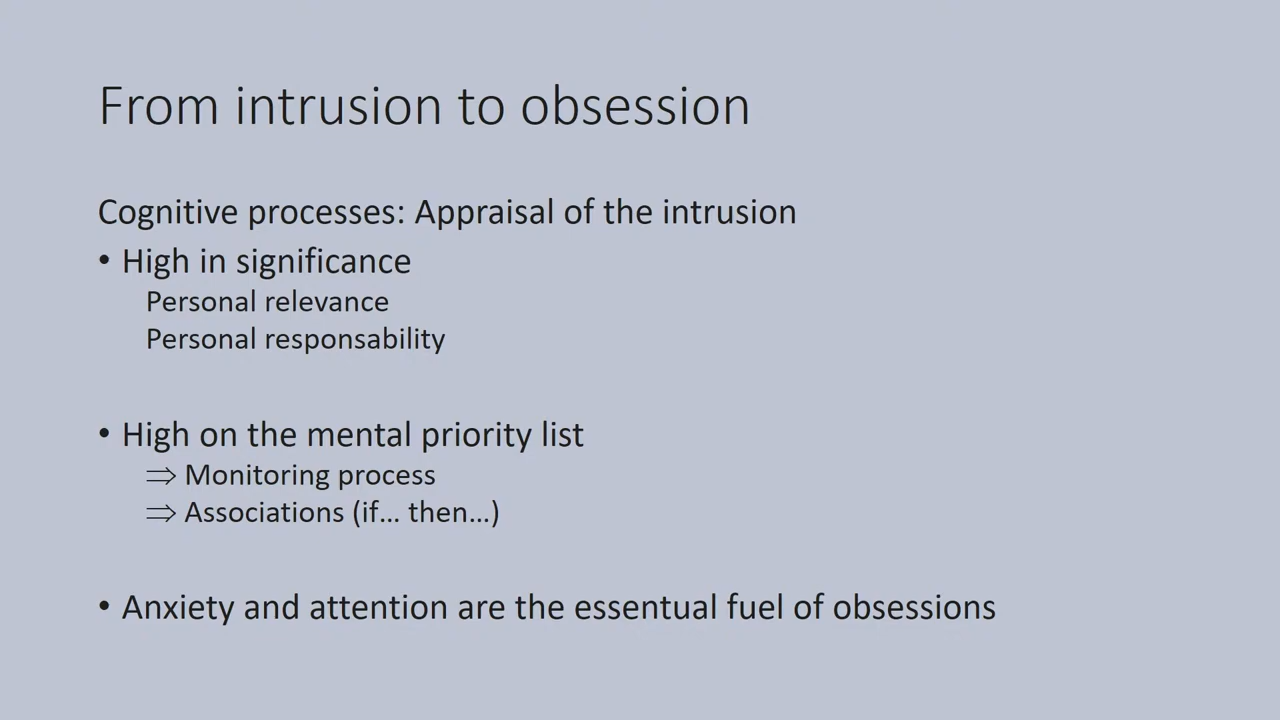 From intrusion to obsession
Cognitive processes: Appraisal of the intrusion
• High in significance
Personal relevance
Personal responsability
• High on the mental priority list
⇒ Monitoring process
⇒ Associations (if... then...)
• Anxiety and attention are the essentual fuel of obsessions